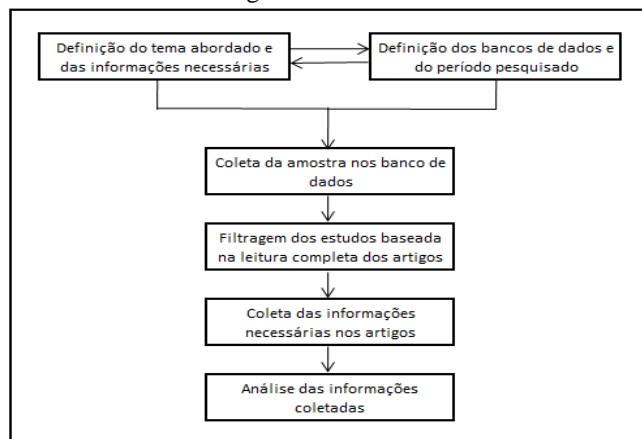 Definição do tema abordado e
das informações necessárias
Definição dos bancos de dados e
do período pesquisado
Coleta da amostra nos banco de
dados
Filtragem dos estudos baseada
na leitura completa dos artigos
Coleta das informações
necessárias nos artigos
Análise das informações
coletadas